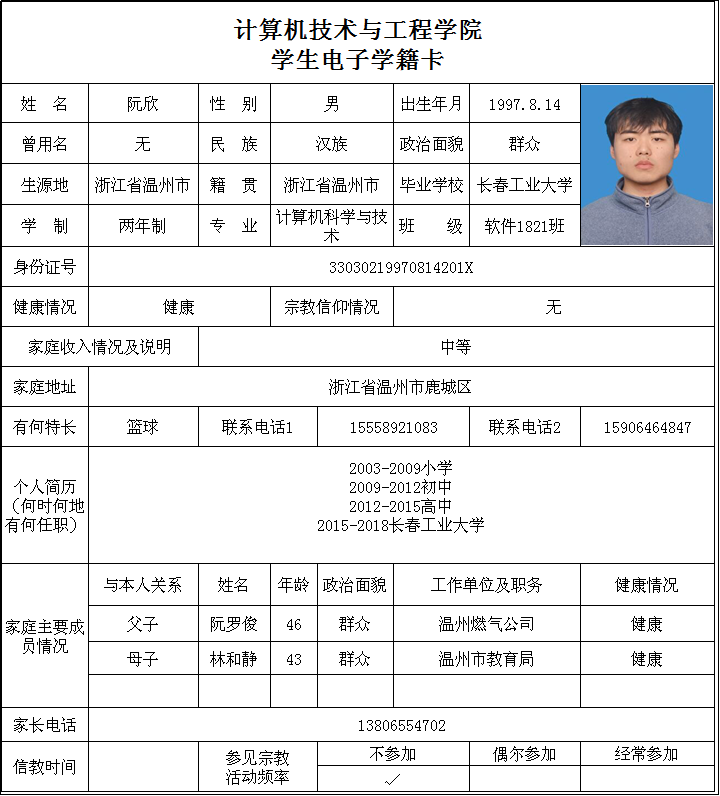 计算机技术与工程学院
学生电子学籍卡
姓 名 阮欣 性 别 男 出生年月 1997.8.14
曾用名 无 民 族 汉族 政治面貌 群众
生源地 浙江省温州市 籍 贯 浙江省温州市 毕业学校 长春工业大学
学 制 两年制 专 业 计算机科学与技术 班 级 软件1821班
身份证号 33030219970814201X
健康情况 健康 宗教信仰情况 无
家庭收入情况及说明 中等
家庭地址 浙江省温州市鹿城区
有何特长 篮球 联系电话1 15558921083 联系电话2 15906464847
个人简历
(何时何地
有何任职)
2003-2009小学
2009-2012初中
2012-2015高中
2015-2018长春工业大学
家庭主要成
员情况
与本人关系 姓名 年龄 政治面貌 工作单位及职务 健康情况
父子 阮罗俊 46 群众 温州燃气公司 健康
母子 林和静 43 群众 温州市教育局 健康
家长电话 13806554702
信教时间 参见宗教
活动频率
不参加 偶尔参加 经常参加
✓